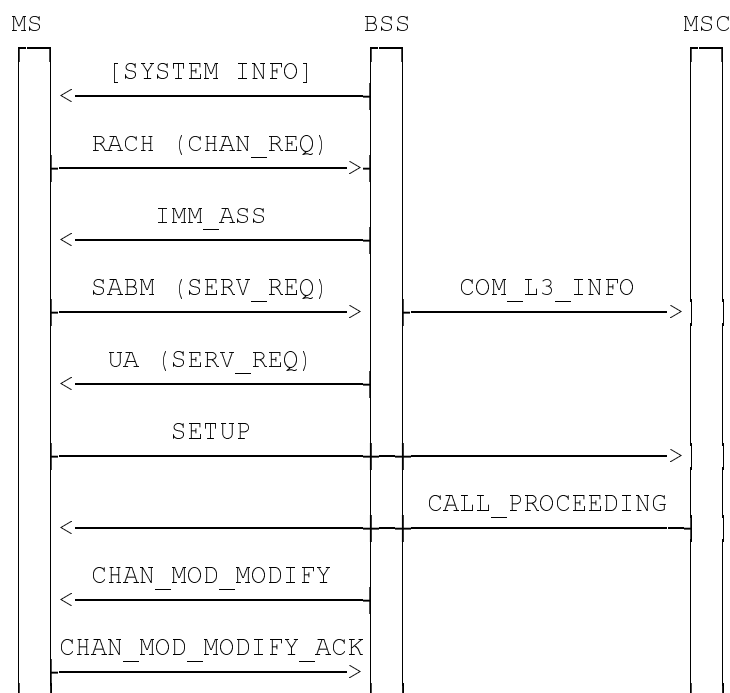 MS BSS MSC
[SYSTEM INFO]
RACH (CHAN_REQ)
IMM_ASS
SABM (SERV_REQ) COM_L3_INFO
UA (SERV_REQ)
SETUP
CALL_PROCEEDING
CHAN_MOD_MODIFY
CHAN_MOD_MODIFY_ACK